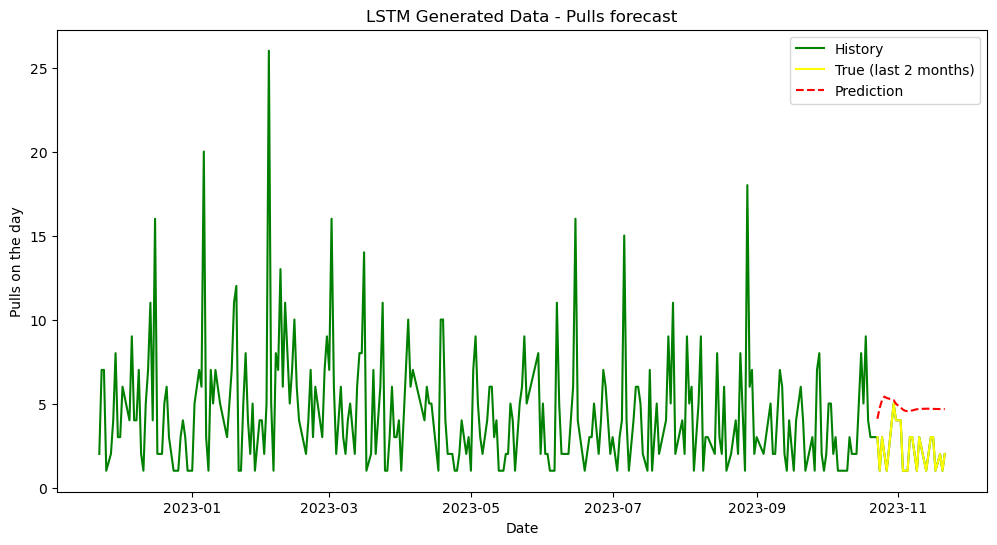 LSTM Generated Data - Pulls forecast
History
True (last 2 months)
Prediction
Pulls on the day
25
20
15
10
5
0
2023-01
2023-03
2023-05
2023-07
2023-09
2023-11
Date